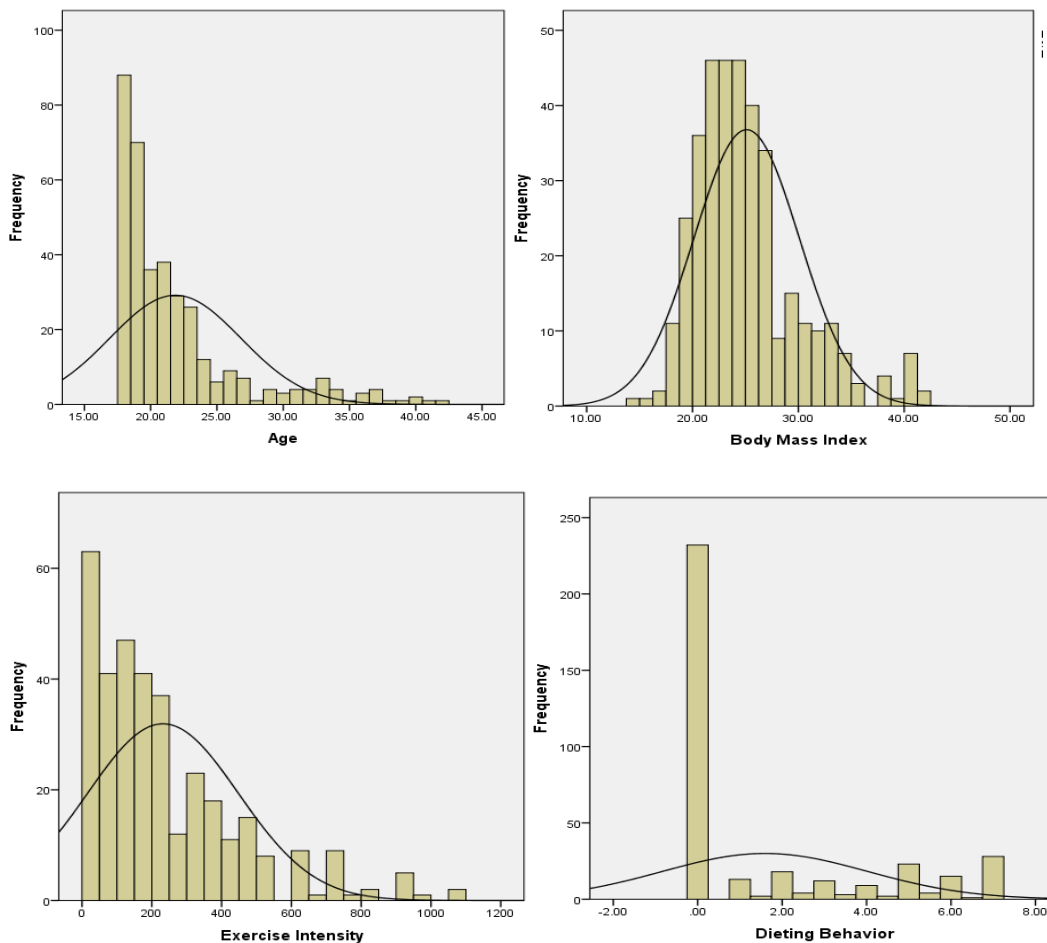 100
80
60
40
20
0
Frequency
15.00 20.00 25.00 30.00 35.00 40.00 45.00
Age
50
40
30
20
10
0
Frequency
10.00 20.00 30.00 40.00 50.00
Body Mass Index
60
40
20
0
Frequency
0 200 400 600 800 1000 1200
Exercise Intensity
250
200
150
100
50
0
Frequency
-2.00 .00 2.00 4.00 6.00 8.00
Dieting Behavior